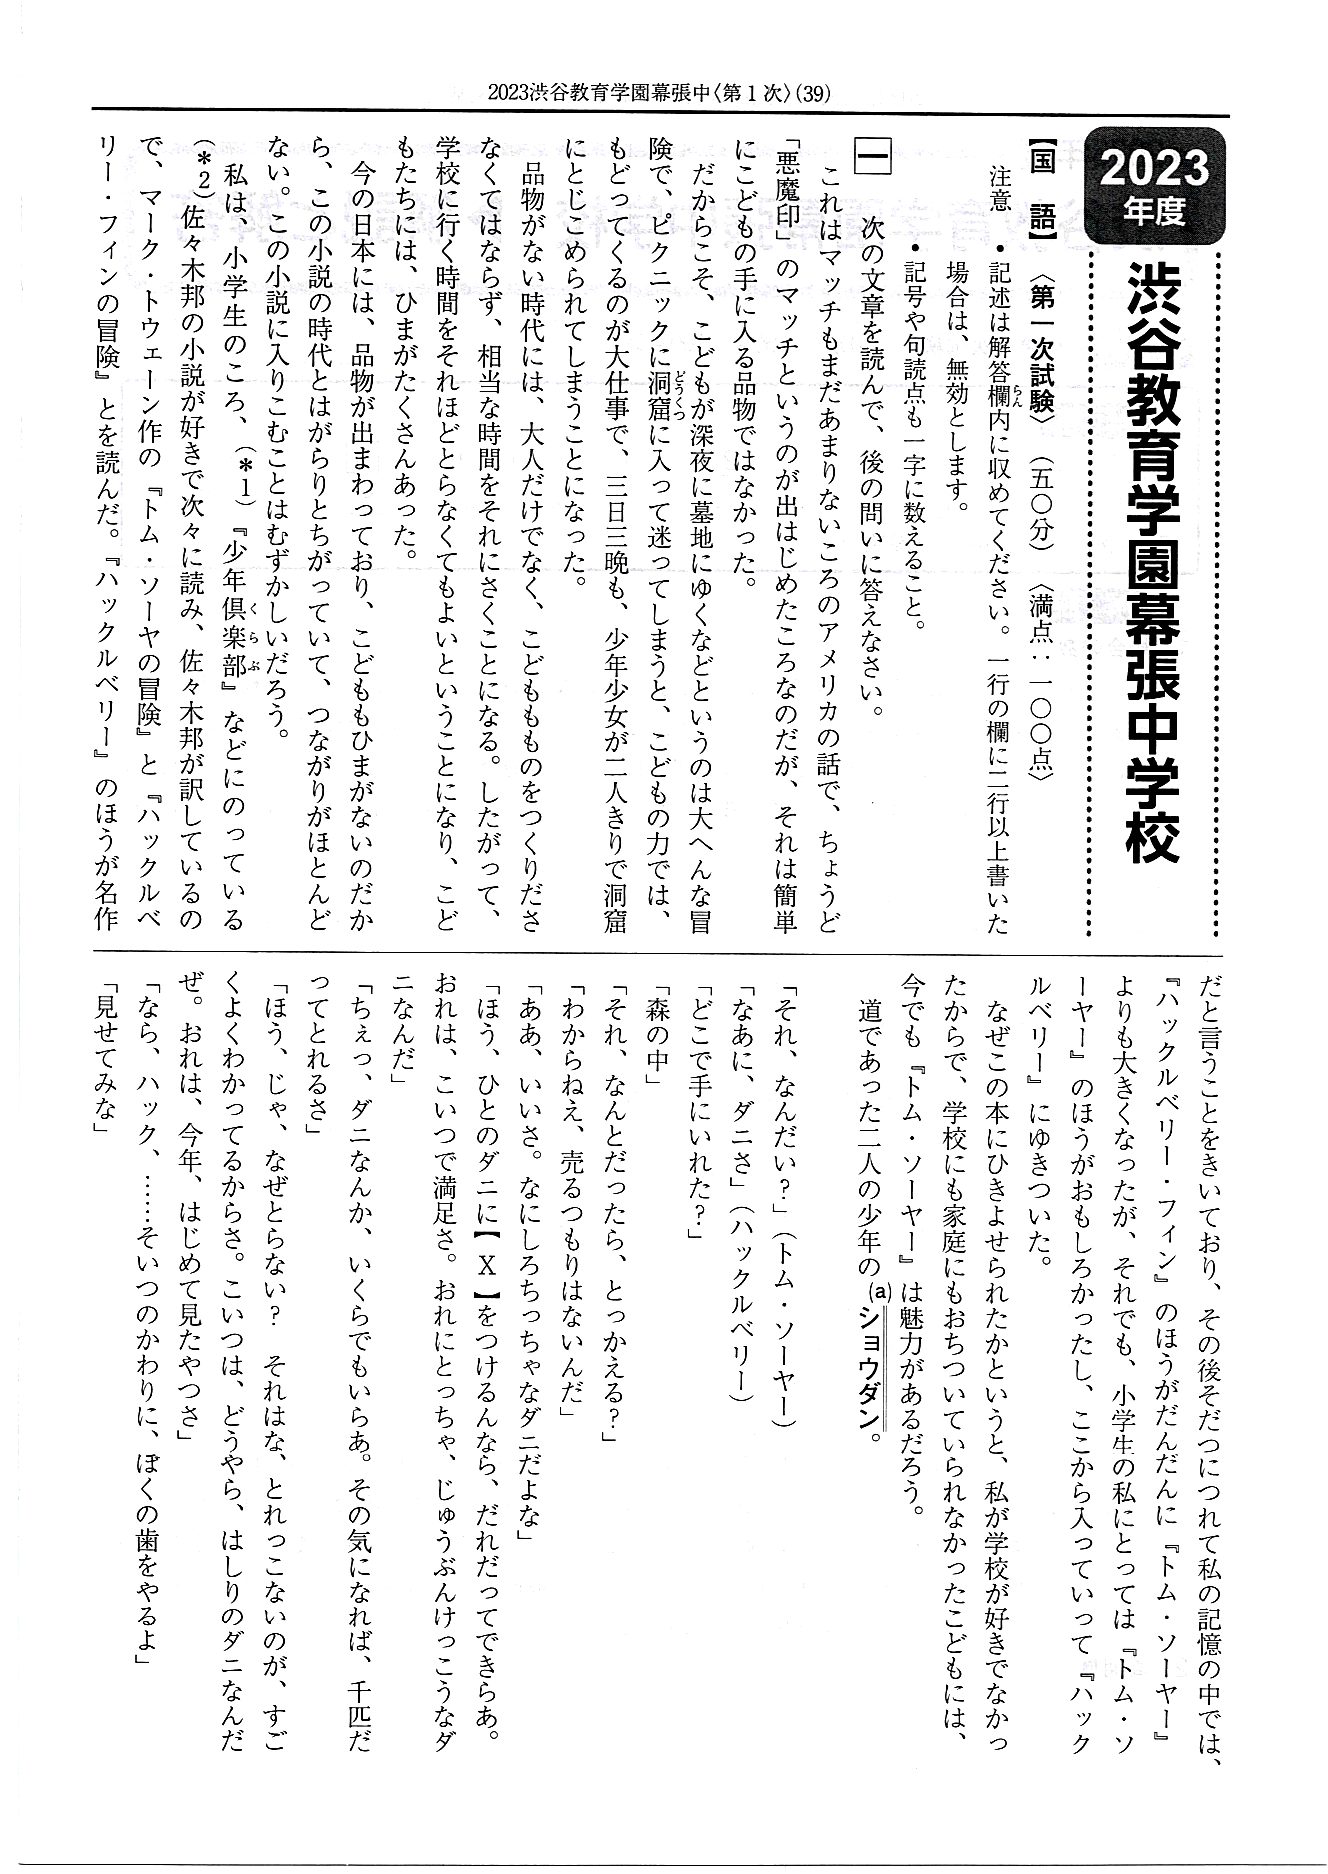 2023渋谷教育学園幕張中〈第1次〉(39)
2023年度
渋谷教育学園幕張中学校
【国語】〈第一次試験〉(五〇分)〈満点:一〇〇点〉
注意 ・記述は解答欄内に収めてください。一行の欄に二行以上書いた
らん
場合は、無効とします。
・記号や句読点も一字に数えること。
一 次の文章を読んで、後の問いに答えなさい。
これはマッチもまだあまりないころのアメリカの話で、ちょうど
「悪魔印」のマッチというのが出はじめたころなのだが、それは簡単
にこどもの手に入る品物ではなかった。
だからこそ、こどもが深夜に墓地にゆくなどというのは大へんな冒
険で、ピクニックに洞窟に入って迷ってしまうと、こどもの力では、
どうくつ
もどってくるのが大仕事で、三日三晩も、少年少女が二人きりで洞窟
にとじこめられてしまうことになった。
品物がない時代には、大人だけでなく、こどももものをつくりださ
なくてはならず、相当な時間をそれにさくことになる。したがって、
学校に行く時間をそれほどとらなくてもよいということになり、こど
もたちには、ひまがたくさんあった。
今の日本には、品物が出まわっており、こどももひまがないのだか
ら、この小説の時代とはがらりとちがっていて、つながりがほとんど
ない。この小説に入りこむことはむずかしいだろう。
私は、小学生のころ、(*1)『少年倶楽部』などにのっている
くらぶ
(*2)佐々木邦の小説が好きで次々に読み、佐々木邦が訳しているの
で、マーク・トウェーン作の『トム・ソーヤの冒険』と『ハックルベ
リー・フィンの冒険』とを読んだ。『ハックルベリー』のほうが名作
だと言うことをきいており、その後そだつにつれて私の記憶の中では、
『ハックルベリー・フィン』のほうがだんだんに『トム・ソーヤー』
よりも大きくなったが、それでも、小学生の私にとっては『トム・ソ
ーヤー』のほうがおもしろかったし、ここから入っていって『ハック
ルベリー』にゆきついた。
なぜこの本にひきよせられたかというと、私が学校が好きでなかっ
たからで、学校にも家庭にもおちついていられなかったこどもには、
今でも『トム・ソーヤー』は魅力があるだろう。
道であった二人の少年の(a)ショウダン。
「それ、なんだい?」(トム・ソーヤー)
「なあに、ダニさ」(ハックルベリー)
「どこで手にいれた?」
「森の中」
「それ、なんとだったら、とっかえる?」
「わからねえ、売るつもりはないんだ」
「ああ、いいさ。なにしろちっちゃなダニだよな」
「ほう、ひとのダニに【X】をつけるんなら、だれだってできらあ。
おれは、こいつで満足さ。おれにとっちゃ、じゅうぶんけっこうなダ
ニなんだ」
「ちぇっ、ダニなんか、いくらでもいらあ。その気になれば、千匹だ
ってとれるさ」
「ほう、じゃ、なぜとらない? それはな、とれっこないのが、すご
くよくわかってるからさ。こいつは、どうやら、はしりのダニなんだ
ぜ。おれは、今年、はじめて見たやつさ」
「なら、ハック、……そいつのかわりに、ぼくの歯をやるよ」
「見せてみな」